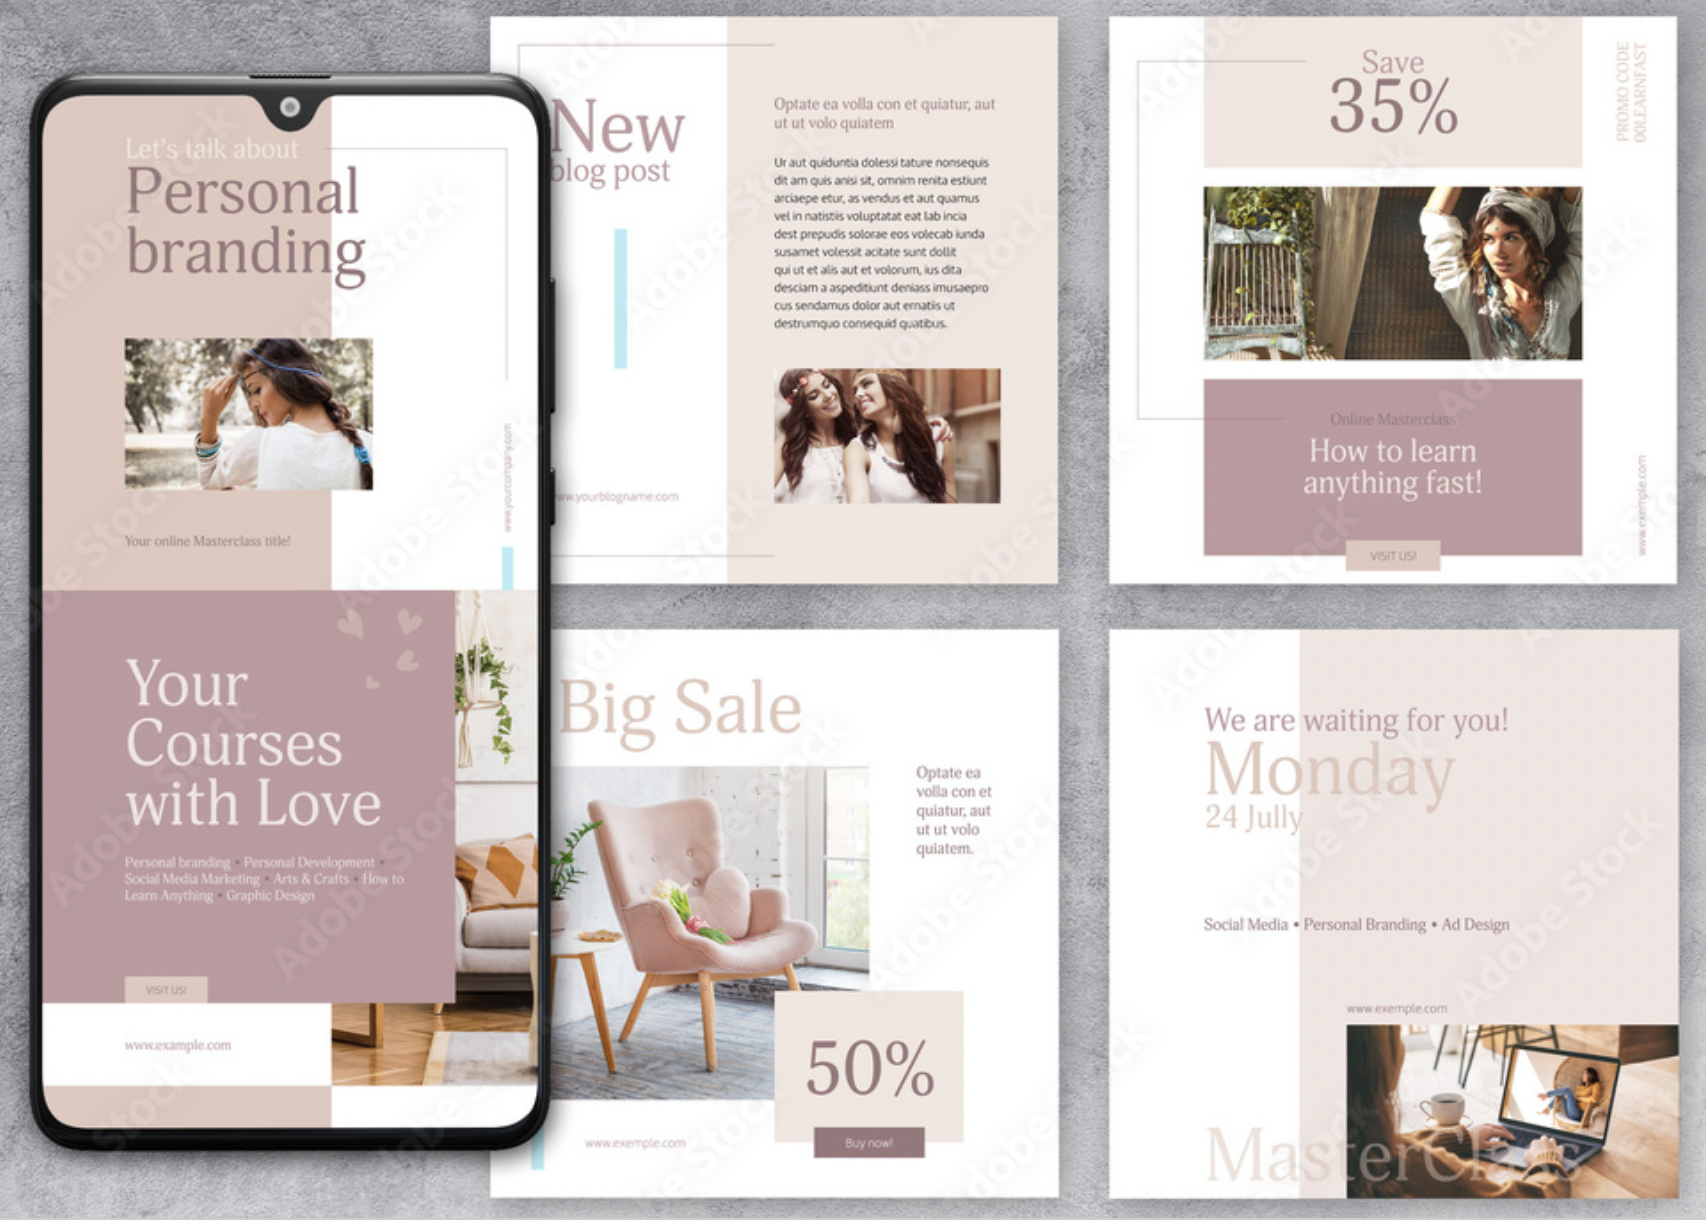 Let's talk about
Personal
branding
www.yourcompany.com
Your online Masterclass title!
Your
Courses
with Love
Personal branding • Personal Development •
Social Media Marketing • Arts & Crafts • How to
Learn Anything • Graphic Design
VISIT US!
www.example.com
New
blog post
Optate ea volla con et quiatur, aut
ut ut volo quiatem
Ur aut quiduntia dolessi tature nonsequis
dit am quis anisi sit, omnim renita estiunt
arciaepe etur, as vendus et aut quamus
vel in natistiis voluptatat eat lab incia
dest prepudis solorae eos volecab iunda
susamet volessit acitate sunt dollit
qui ut et alis aut et volorum, ius dita
desciam a aspeditiunt deniass imusaepro
cus sendamus dolor aut ernatiis ut
destrumquo consequid quatibus.
ww.yourblogname.com
Save
35%
PROMO CODE
00LEARNFAST
Online Masterclass
How to learn
anything fast!
VISIT US!
www.exemple.com
Big Sale
Optate ea
volla con et
quiatur, aut
ut ut volo
quiatem.
50%
Buy now!
www.exemple.com
We are waiting for you!
Monday
24 Jully
Social Media • Personal Branding • Ad Design
www.exemple.com
MasterClass
Adobe Stock